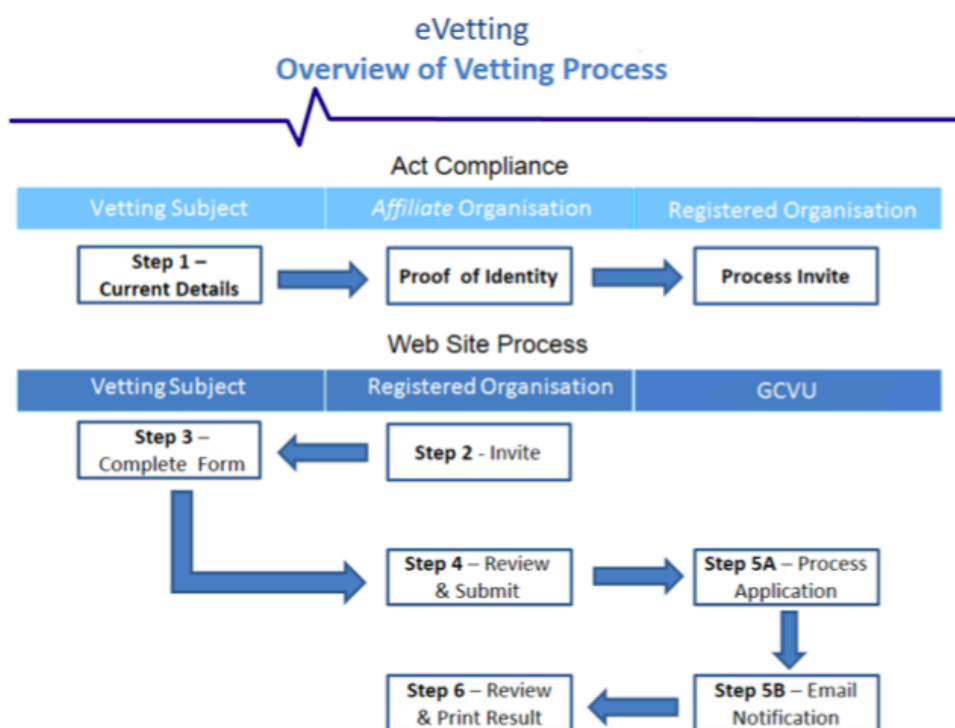 eVetting
Overview of Vetting Process
Act Compliance
Vetting Subject
Affiliate Organisation
Registered Organisation
Step 1 –
Current Details
Proof of Identity
Process Invite
Web Site Process
Vetting Subject
Registered Organisation
GCVU
Step 3 –
Complete Form
Step 2 - Invite
Step 4 – Review
& Submit
Step 5A – Process
Application
Step 6 – Review
& Print Result
Step 5B – Email
Notification